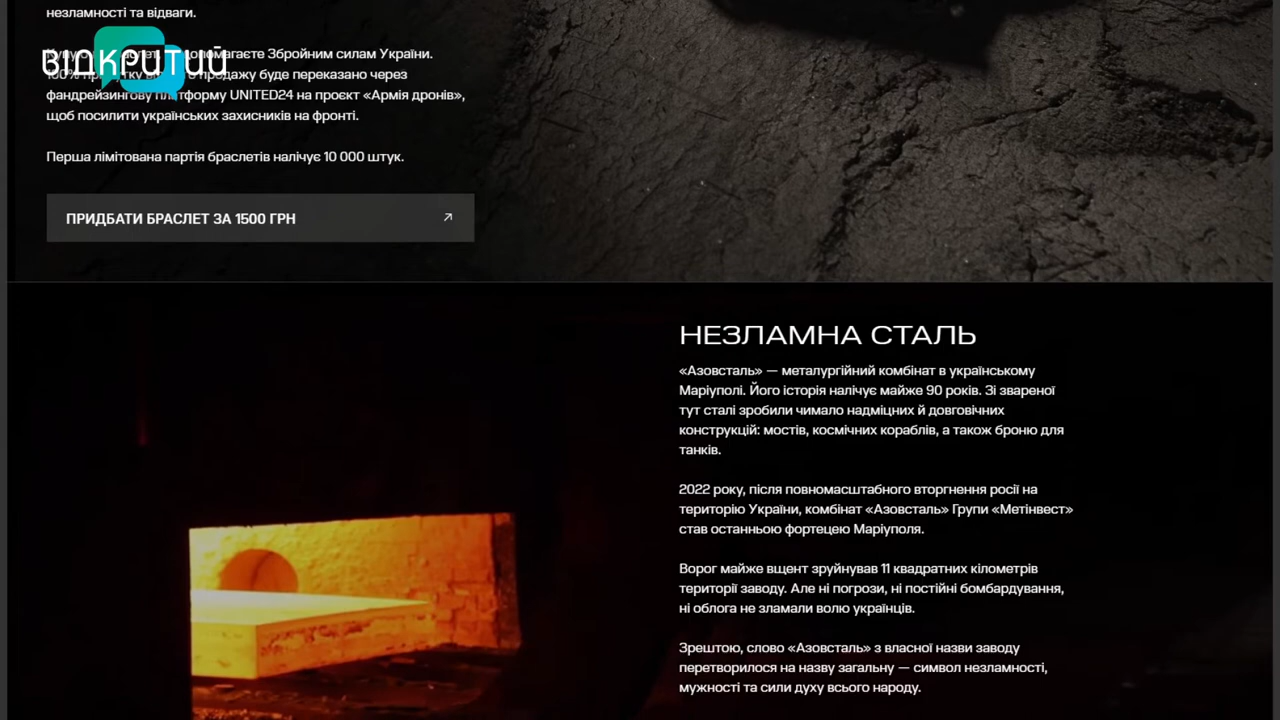 незламності та відваги.
ВІДКРИТИЙ
Збройним силам України.
продажу буде переказано через
фандрейзингову UNITED24 на проєкт «Армія дронів»,
щоб посилити українських захисників на фронті.
Перша лімітована партія браслетів налічує 10 000 штук.
ПРИДБАТИ БРАСЛЕТ ЗА 1500 ГРН
НЕЗЛАМНА СТАЛЬ
«Азовсталь» — металургійний комбінат в українському
Маріуполі. Його історія налічує майже 90 років. Зі звареної
тут сталі зробили чимало надміцних й довговічних
конструкцій: мостів, космічних кораблів, а також броню для
танків.
2022 року, після повномасштабного вторгнення росії на
територію України, комбінат «Азовсталь» Групи «Метінвест»
став останньою фортецею Маріуполя.
Ворог майже вщент зруйнував 11 квадратних кілометрів
території заводу. Але ні погрози, ні постійні бомбардування,
ні облога не зламали волю українців.
Зрештою, слово «Азовсталь» з власної назви заводу
перетворилося на назву загальну — символ незламності,
мужності та сили духу всього народу.